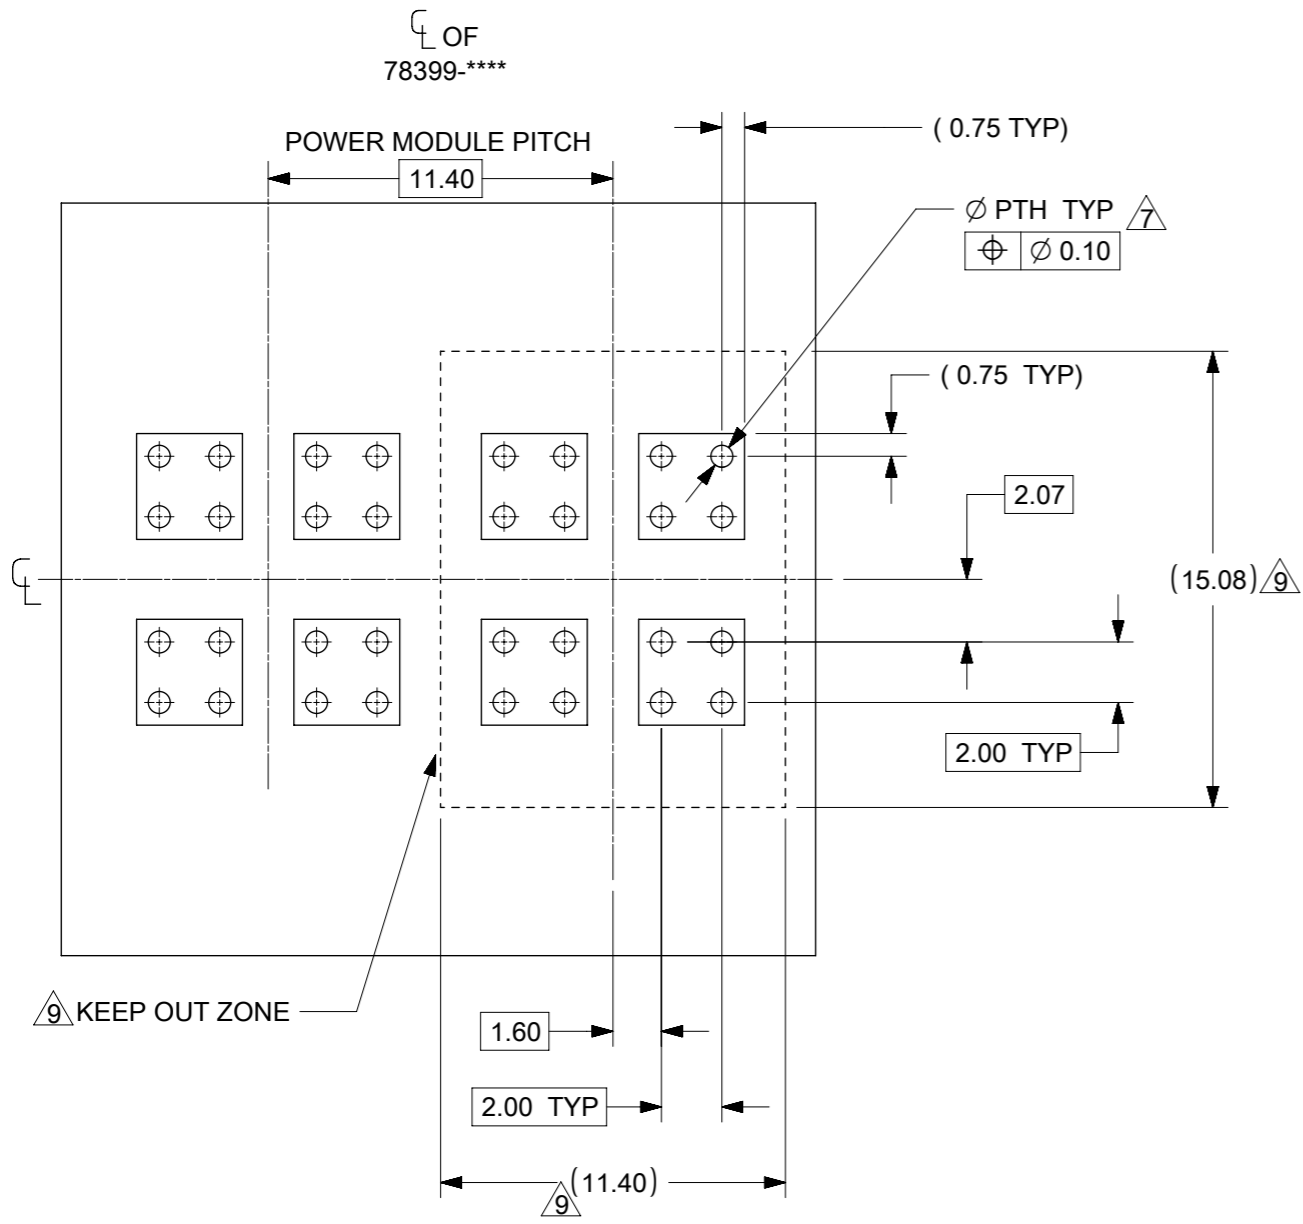 ℄ OF
78399-****
POWER MODULE PITCH
11.40
( 0.75 TYP)
∅ PTH TYP 7
⌖ ∅ 0.10
( 0.75 TYP)
2.07
℄
(15.08) 9
2.00 TYP
9 KEEP OUT ZONE
1.60
2.00 TYP
(11.40)
9